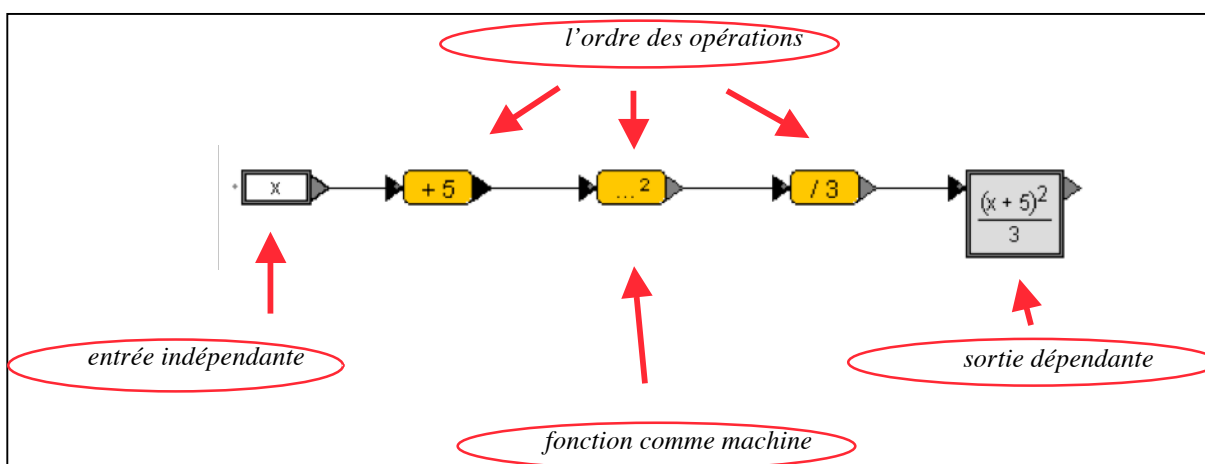 l'ordre des opérations
x
+ 5
... ²
/ 3
(x + 5)²
3
entrée indépendante
sortie dépendante
fonction comme machine